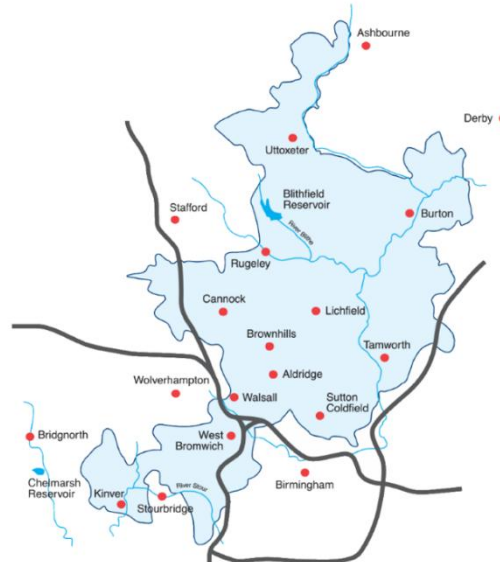 Ashbourne
Derby
Uttoxeter
Blithfield
Reservoir
Stafford
Burton
River Blithe
Rugeley
Cannock
Lichfield
Brownhills
Tamworth
Aldridge
Wolverhampton
Walsall
Sutton
Coldfield
Bridgnorth
West
Bromwich
Chelmarsh
Reservoir
Birmingham
Kinver
River Stour
Stourbridge